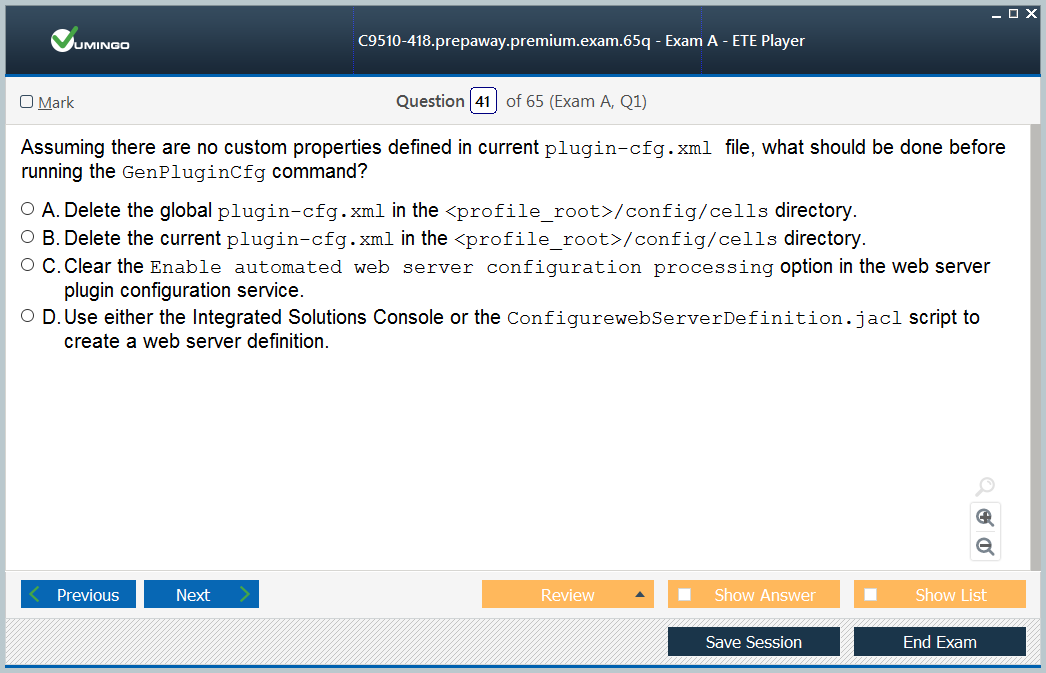 VUMINGO
C9510-418.prepaway.premium.exam.65q - Exam A - ETE Player
Mark
Question 41 of 65 (Exam A, Q1)
Assuming there are no custom properties defined in current plugin-cfg.xml file, what should be done before
running the GenPluginCfg command?
A. Delete the global plugin-cfg.xml in the <profile_root>/config/cells directory.
B. Delete the current plugin-cfg.xml in the <profile_root>/config/cells directory.
C. Clear the Enable automated web server configuration processing option in the web server
plugin configuration service.
D. Use either the Integrated Solutions Console or the ConfigurewebServerDefinition.jacl script to
create a web server definition.
Previous
Next
Review
Show Answer
Show List
Save Session
End Exam